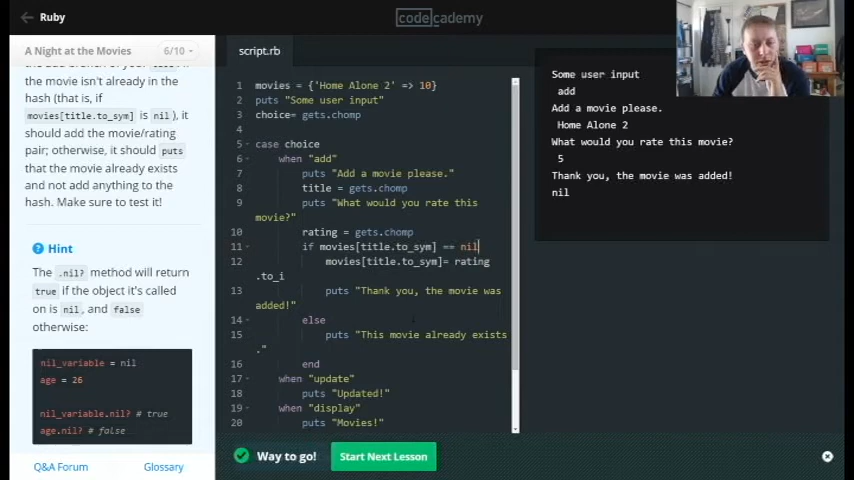 Ruby
codecademy
A Night at the Movies 6/10
script.rb
the movie isn't already in the
hash (that is, if
movies[title.to_sym] is nil), it
should add the movie/rating
pair; otherwise, it should puts
that the movie already exists
and not add anything to the
hash. Make sure to test it!
Hint
The .nil? method will return
true if the object it's called
on is nil, and false
otherwise:
nil_variable = nil
age = 26
nil_variable.nil? # true
age.nil? # false
Q&A Forum Glossary
1 movies = {'Home Alone 2' => 10}
2 puts "Some user input"
3 choice= gets.chomp
4
5 case choice
6 when "add"
7 puts "Add a movie please."
8 title = gets.chomp
9 puts "What would you rate this
movie?"
10 rating = gets.chomp
11 if movies[title.to_sym] == nil
12 movies[title.to_sym]= rating
.to_i
13 puts "Thank you, the movie was
added!"
14 else
15 puts "This movie already exists
."
16 end
17 when "update"
18 puts "Updated!"
19 when "display"
20 puts "Movies!"
Some user input
add
Add a movie please.
Home Alone 2
What would you rate this movie?
5
Thank you, the movie was added!
nil
Way to go! Start Next Lesson